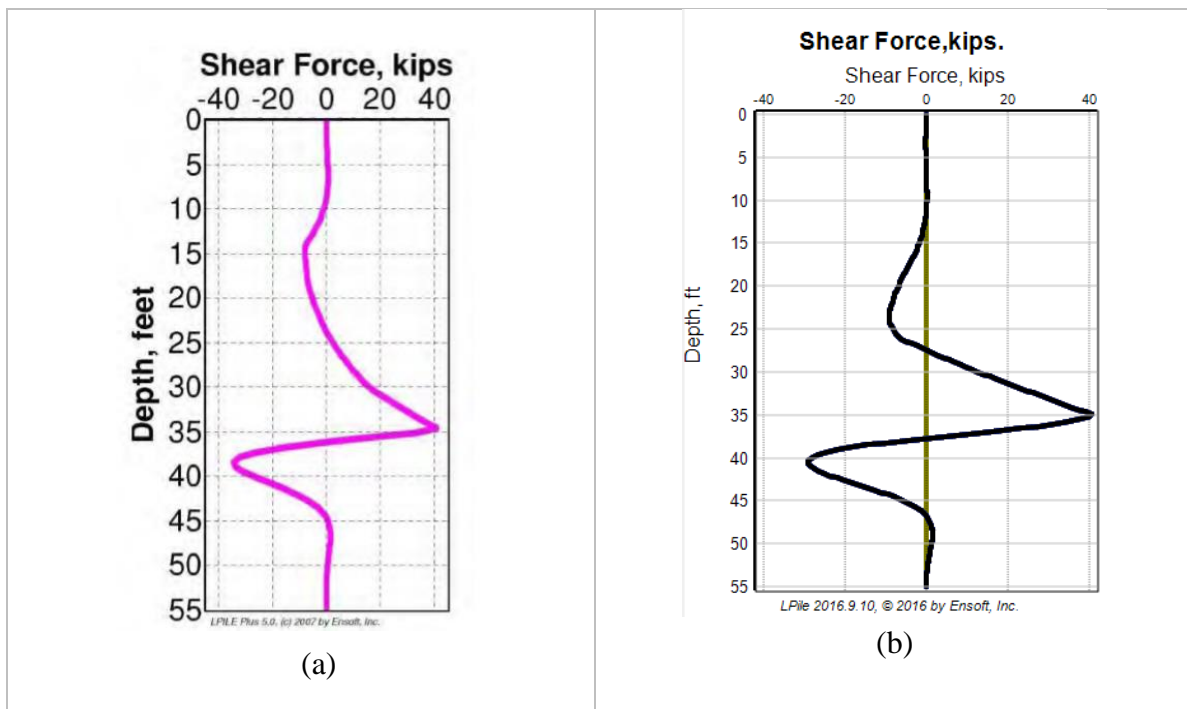 Shear Force, kips
-40 -20 0 20 40
0
5
10
15
20
25
30
35
40
45
50
55
Depth, feet
LPILE Plus 5.0, (c) 2007 by Ensoft, Inc.
(a)
Shear Force,kips.
Shear Force, kips
-40 -20 0 20 40
0
5
10
15
20
25
30
35
40
45
50
55
Depth, ft
LPile 2016.9.10, © 2016 by Ensoft, Inc.
(b)